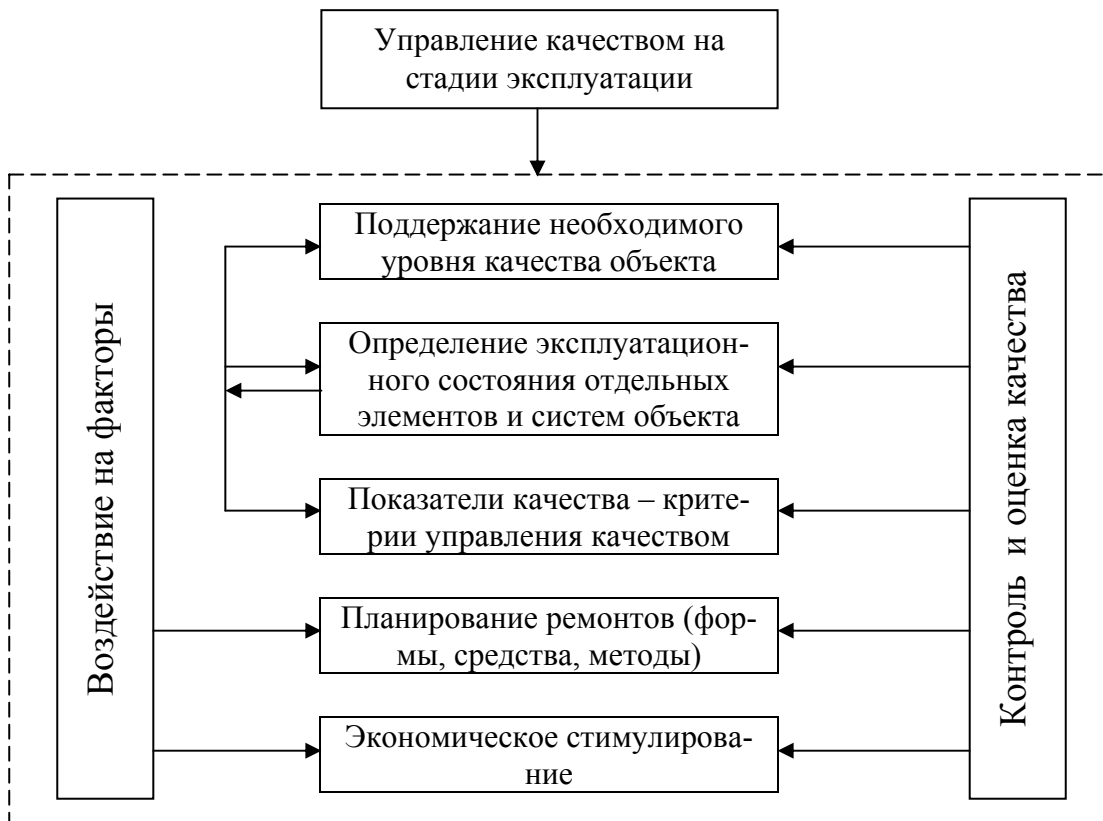 Управление качеством на
стадии эксплуатации
Воздействие на факторы
Поддержание необходимого
уровня качества объекта
Определение эксплуатацион-
ного состояния отдельных
элементов и систем объекта
Показатели качества – крите-
рии управления качеством
Планирование ремонтов (фор-
мы, средства, методы)
Экономическое стимулирова-
ние
Контроль и оценка качества